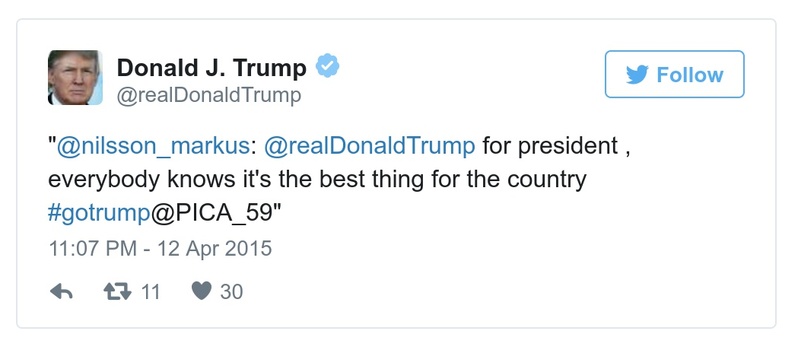 Donald J. Trump
Follow
@realDonaldTrump
"@nilsson_markus: @realDonaldTrump for president ,
everybody knows it's the best thing for the country
#gotrump@PICA_59"
11:07 PM - 12 Apr 2015
11 30